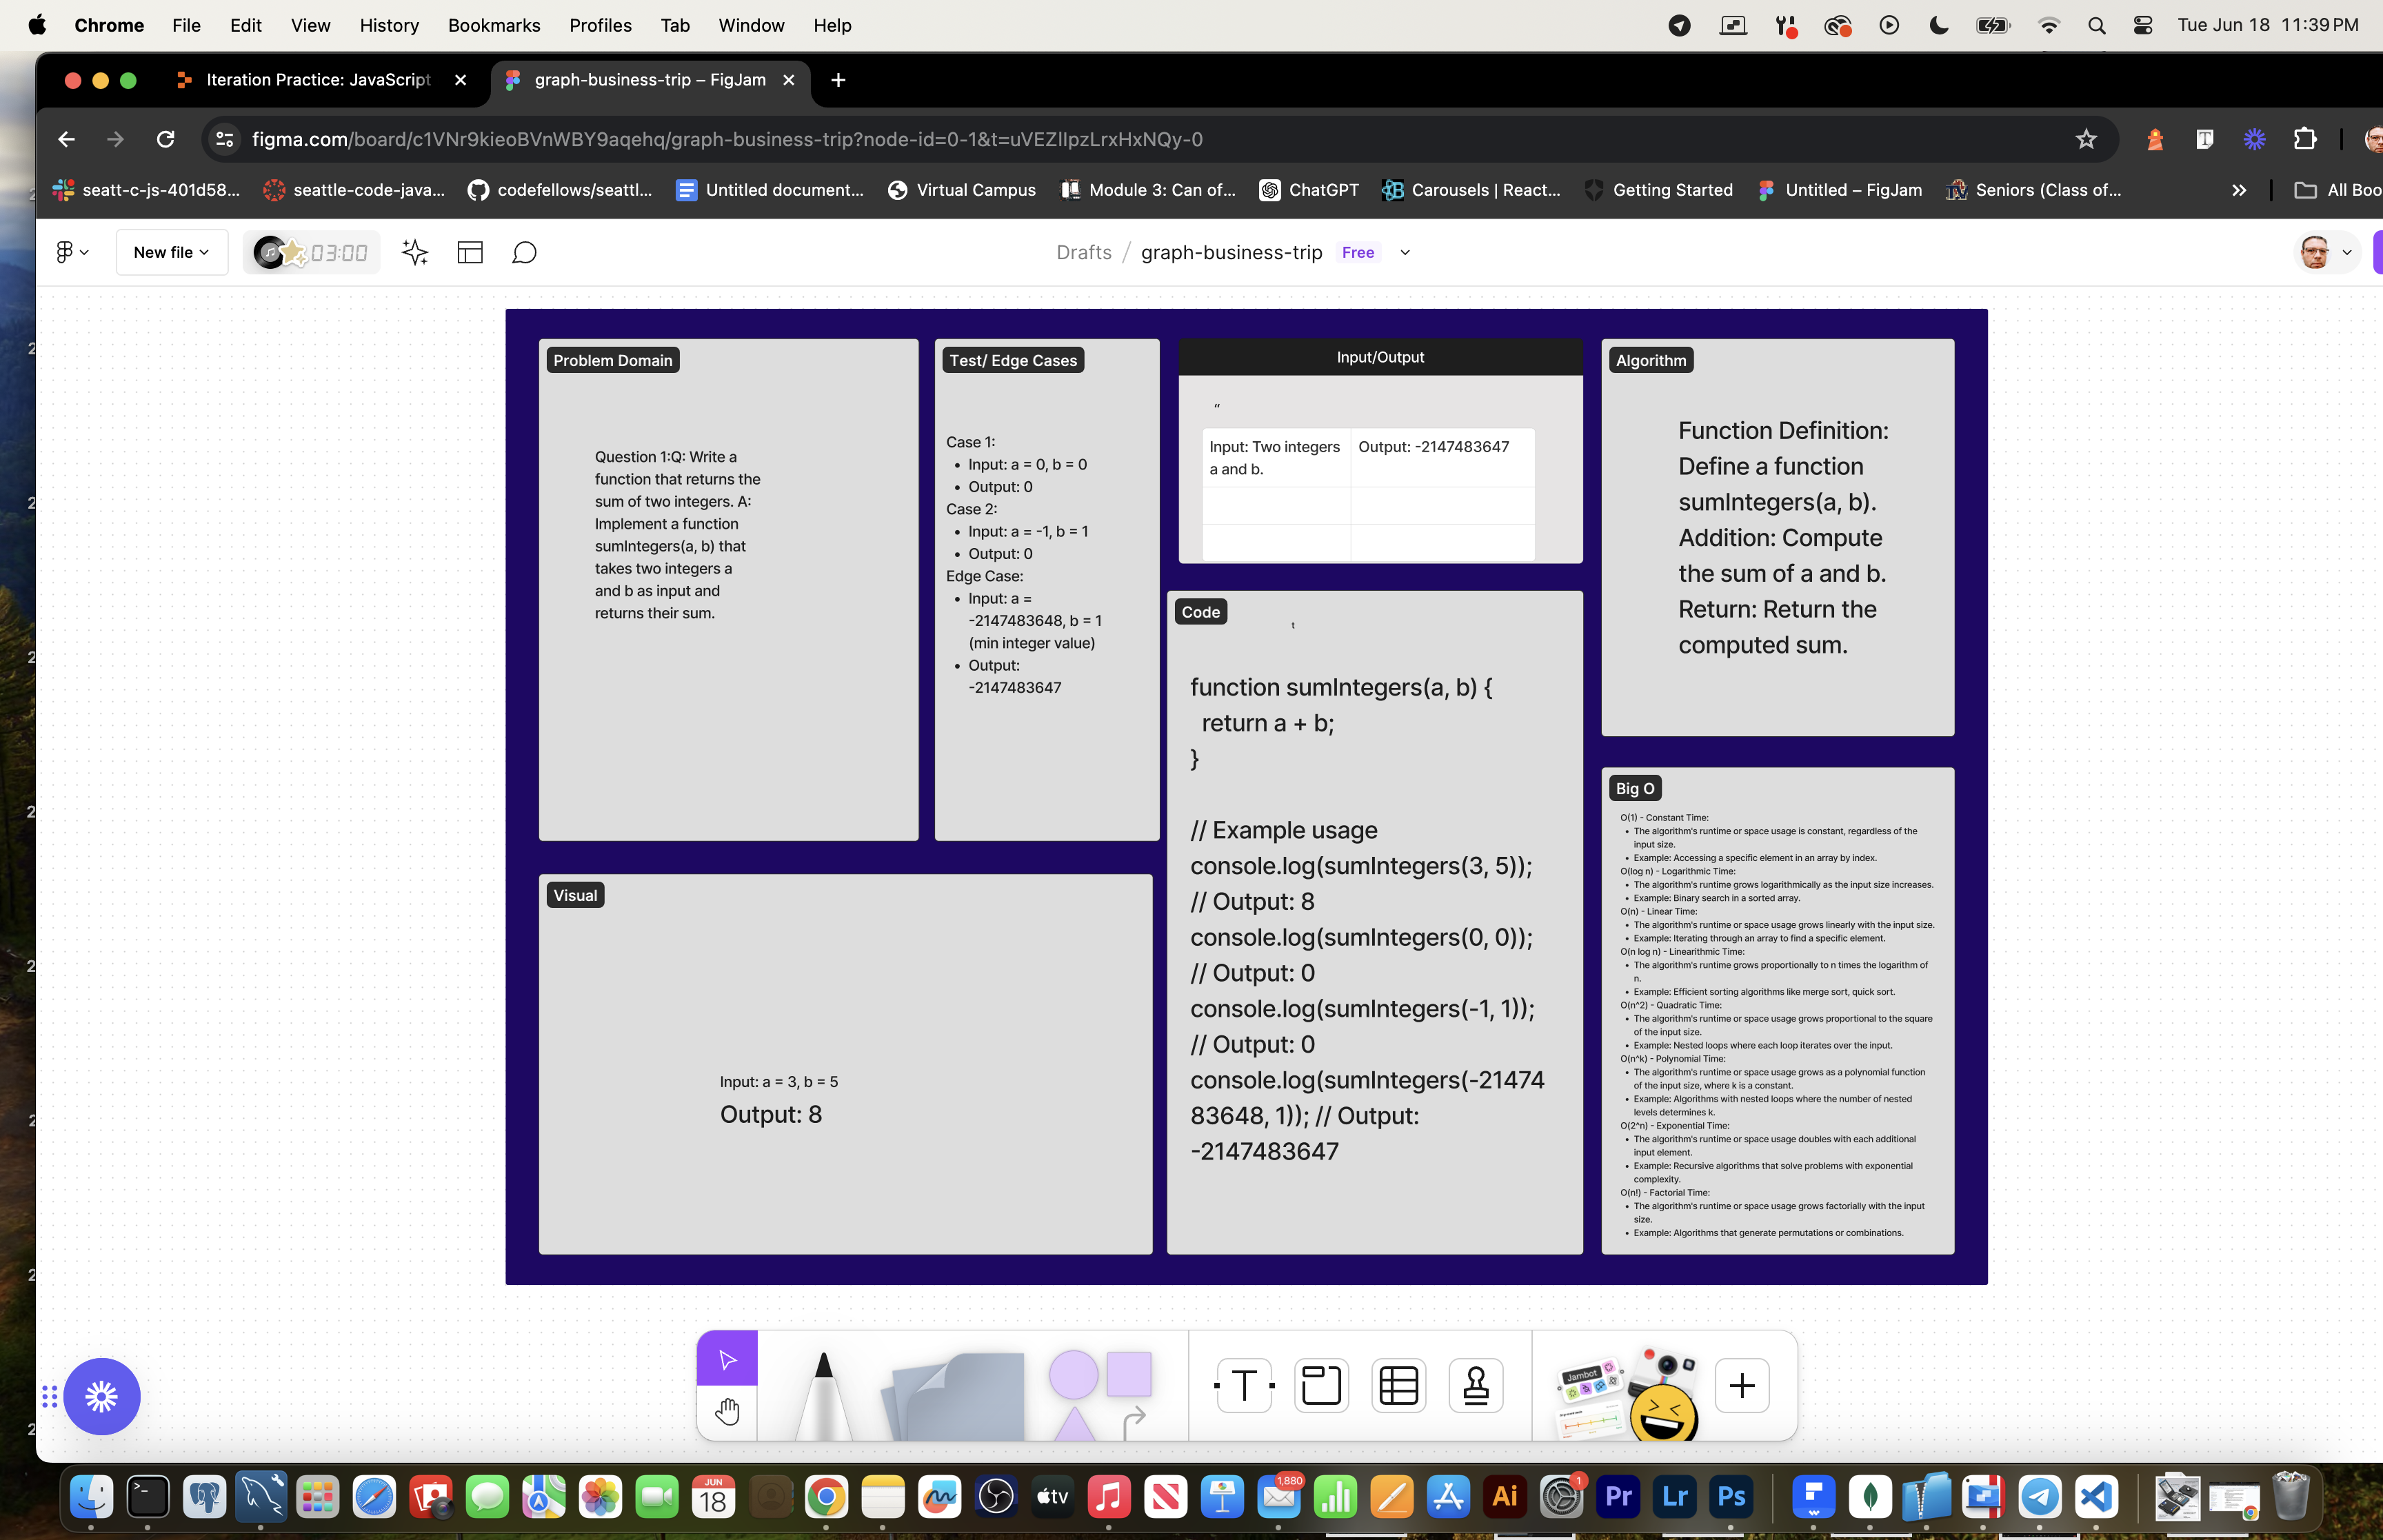 Chrome File Edit View History Bookmarks Profiles Tab Window Help
Tue Jun 18 11:39 PM
Iteration Practice: JavaScript
graph-business-trip – FigJam
figma.com/board/c1VNr9kieoBVnWBY9aqehq/graph-business-trip?node-id=0-1&t=uVEZlIpzLrxHxNQy-0
seatt-c-js-401d58...
seattle-code-java...
codefellows/seattl...
Untitled document...
Virtual Campus
Module 3: Can of...
ChatGPT
Carousels | React...
Getting Started
Untitled – FigJam
Seniors (Class of...
All Boo
New file
03:00
Drafts / graph-business-trip Free
Problem Domain
Question 1:Q: Write a
function that returns the
sum of two integers. A:
Implement a function
sumIntegers(a, b) that
takes two integers a
and b as input and
returns their sum.
Test/ Edge Cases
Case 1:
• Input: a = 0, b = 0
• Output: 0
Case 2:
• Input: a = -1, b = 1
• Output: 0
Edge Case:
• Input: a =
-2147483648, b = 1
(min integer value)
• Output:
-2147483647
Input/Output
“
Input: Two integers
a and b.
Output: -2147483647
Code
t
function sumIntegers(a, b) {
return a + b;
}
// Example usage
console.log(sumIntegers(3, 5));
// Output: 8
console.log(sumIntegers(0, 0));
// Output: 0
console.log(sumIntegers(-1, 1));
// Output: 0
console.log(sumIntegers(-21474
83648, 1)); // Output:
-2147483647
Algorithm
Function Definition:
Define a function
sumIntegers(a, b).
Addition: Compute
the sum of a and b.
Return: Return the
computed sum.
Big O
O(1) - Constant Time:
• The algorithm's runtime or space usage is constant, regardless of the
input size.
• Example: Accessing a specific element in an array by index.
O(log n) - Logarithmic Time:
• The algorithm's runtime grows logarithmically as the input size increases.
• Example: Binary search in a sorted array.
O(n) - Linear Time:
• The algorithm's runtime or space usage grows linearly with the input size.
• Example: Iterating through an array to find a specific element.
O(n log n) - Linearithmic Time:
• The algorithm's runtime grows proportionally to n times the logarithm of
n.
• Example: Efficient sorting algorithms like merge sort, quick sort.
O(n^2) - Quadratic Time:
• The algorithm's runtime or space usage grows proportional to the square
of the input size.
• Example: Nested loops where each loop iterates over the input.
O(n^k) - Polynomial Time:
• The algorithm's runtime or space usage grows as a polynomial function
of the input size, where k is a constant.
• Example: Algorithms with nested loops where the number of nested
levels determines k.
O(2^n) - Exponential Time:
• The algorithm's runtime or space usage doubles with each additional
input element.
• Example: Recursive algorithms that solve problems with exponential
complexity.
O(n!) - Factorial Time:
• The algorithm's runtime or space usage grows factorially with the input
size.
• Example: Algorithms that generate permutations or combinations.
Visual
Input: a = 3, b = 5
Output: 8
Jambot
JUN
18
tv
1,880
1
Ai
Pr
Lr
Ps